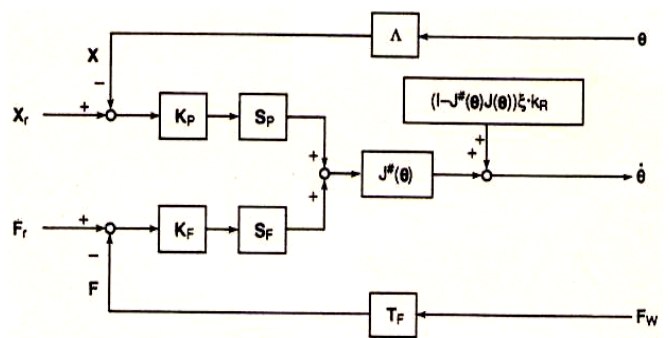 Λ
θ
X
−
(I–J#(θ)J(θ))ξ·kR
Xr
+
KP
SP
+
+
+
J#(θ)
+
θ̇
+
Fr
+
KF
SF
−
F
TF
FW